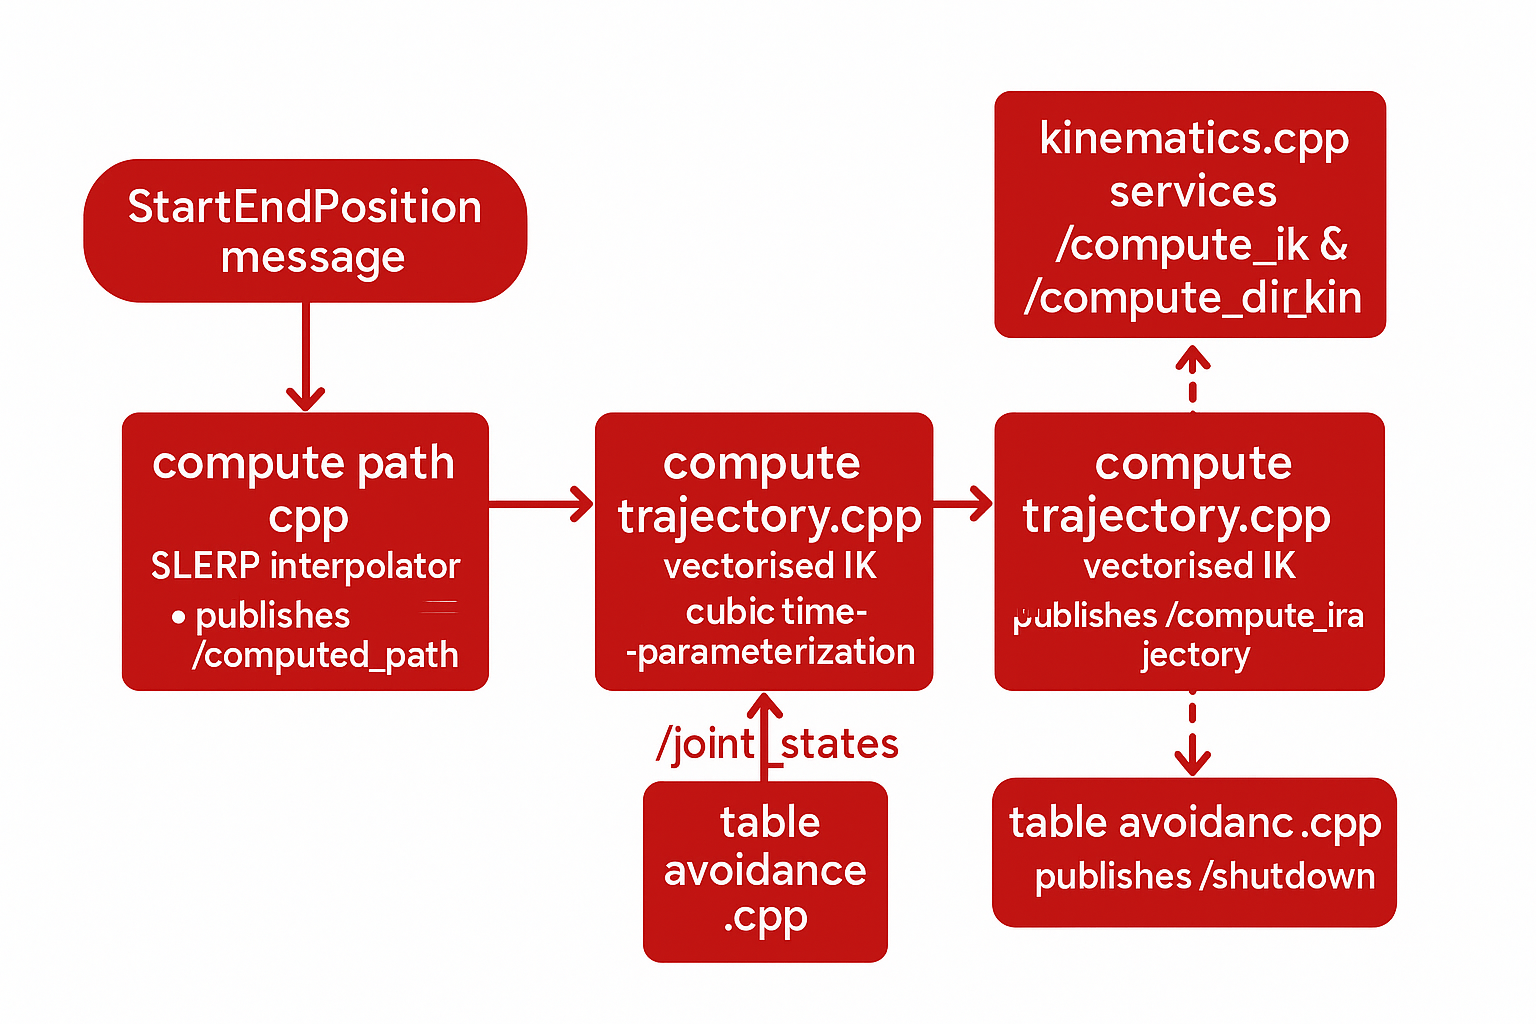 StartEndPosition
message
kinematics.cpp
services
/compute_ik &
/compute_dir_kin
compute path
cpp
SLERP interpolator
• publishes
/computed_path
compute
trajectory.cpp
vectorised IK
cubic time-
-parameterization
compute
trajectory.cpp
vectorised IK
publishes /compute_ira
jectory
/joint_states
table
avoidance
.cpp
table avoidanc.cpp
publishes /shutdown